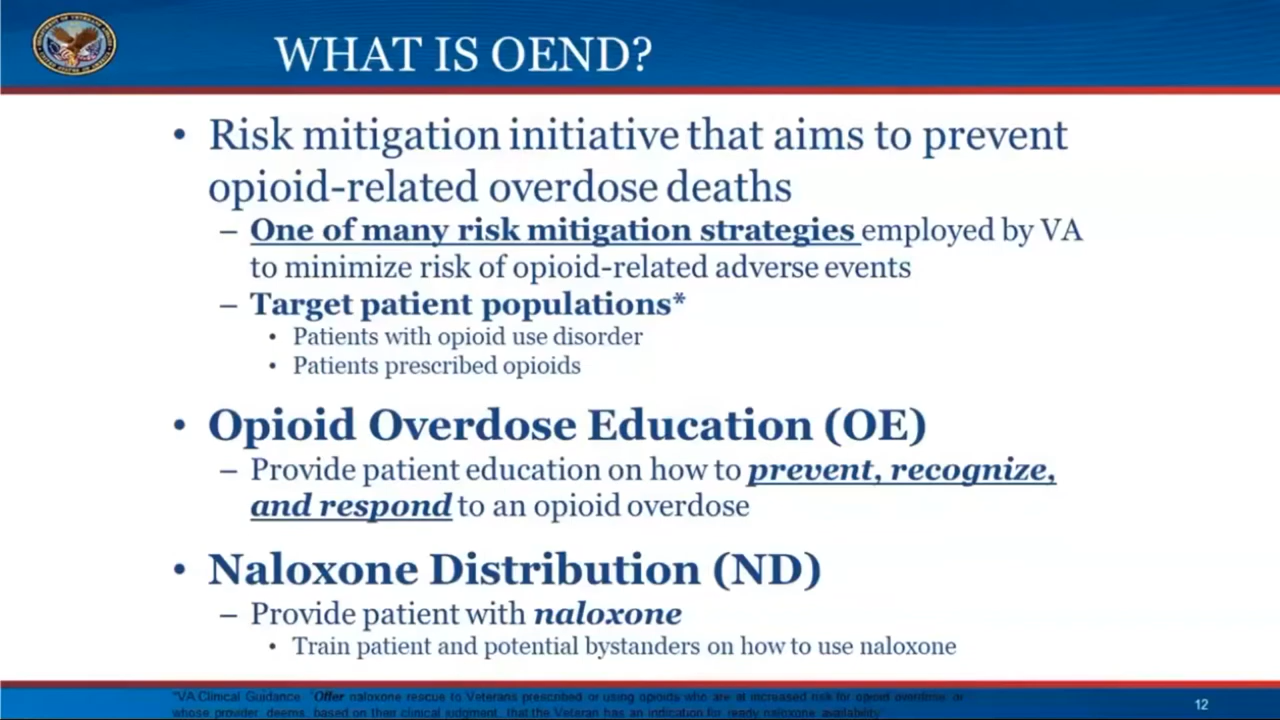 WHAT IS OEND?
• Risk mitigation initiative that aims to prevent
opioid-related overdose deaths
– One of many risk mitigation strategies employed by VA
to minimize risk of opioid-related adverse events
– Target patient populations*
• Patients with opioid use disorder
• Patients prescribed opioids
• Opioid Overdose Education (OE)
– Provide patient education on how to prevent, recognize,
and respond to an opioid overdose
• Naloxone Distribution (ND)
– Provide patient with naloxone
• Train patient and potential bystanders on how to use naloxone
*VA Clinical Guidance: "Offer naloxone rescue to Veterans prescribed or using opioids who are at increased risk for opioid overdose or
whose provider, deems, based on their clinical judgment, that the Veteran has an indication for ready naloxone availability"
12